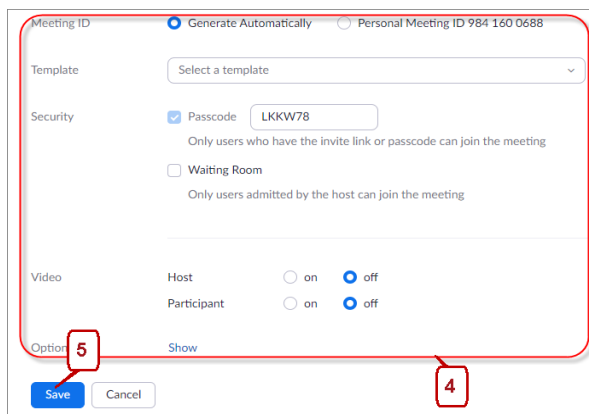 Meeting ID Generate Automatically Personal Meeting ID 984 160 0688
Template Select a template
Security Passcode LKKW78
Only users who have the invite link or passcode can join the meeting
Waiting Room
Only users admitted by the host can join the meeting
Video Host on off
Participant on off
Option Show
5
4
Save Cancel